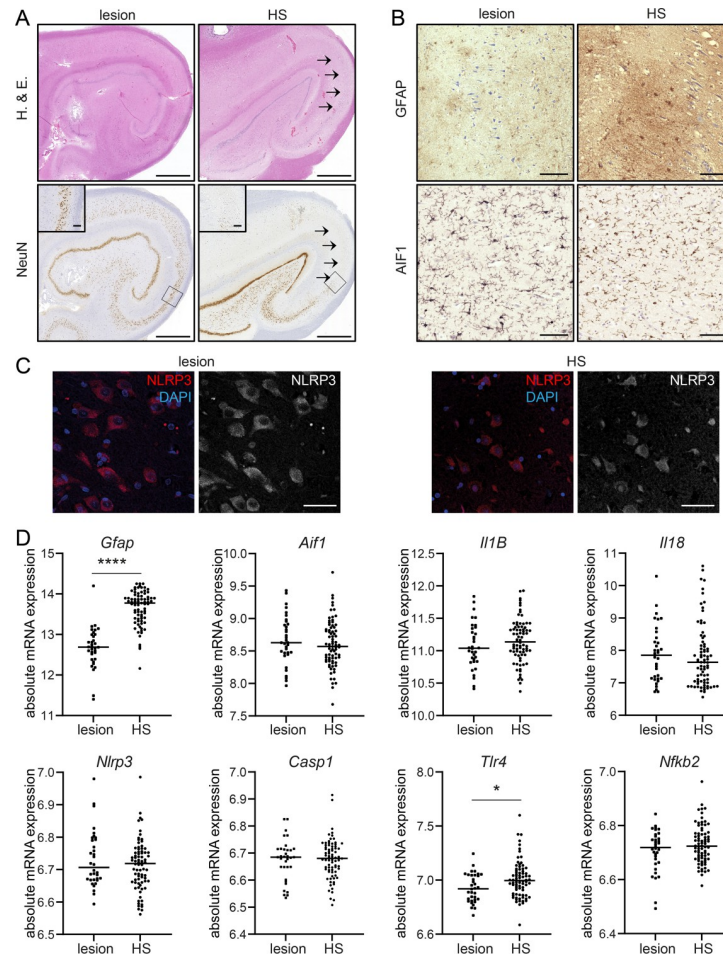 A
lesion
HS
H. & E.
NeuN
B
lesion
HS
GFAP
AIF1
C
lesion
NLRP3
DAPI
NLRP3
HS
NLRP3
DAPI
NLRP3
D
Gfap
absolute mRNA expression
15
14
13
12
11
****
lesion
HS
Aif1
absolute mRNA expression
10.0
9.5
9.0
8.5
8.0
7.5
lesion
HS
Il1B
absolute mRNA expression
12.5
12.0
11.5
11.0
10.5
10.0
lesion
HS
Il18
absolute mRNA expression
11
10
9
8
7
6
lesion
HS
Nlrp3
absolute mRNA expression
7.0
6.9
6.8
6.7
6.6
6.5
lesion
HS
Casp1
absolute mRNA expression
7.0
6.9
6.8
6.7
6.6
6.5
6.4
lesion
HS
Tlr4
absolute mRNA expression
8.0
7.5
7.0
6.6
*
lesion
HS
Nfkb2
absolute mRNA expression
7.0
6.8
6.6
6.4
lesion
HS